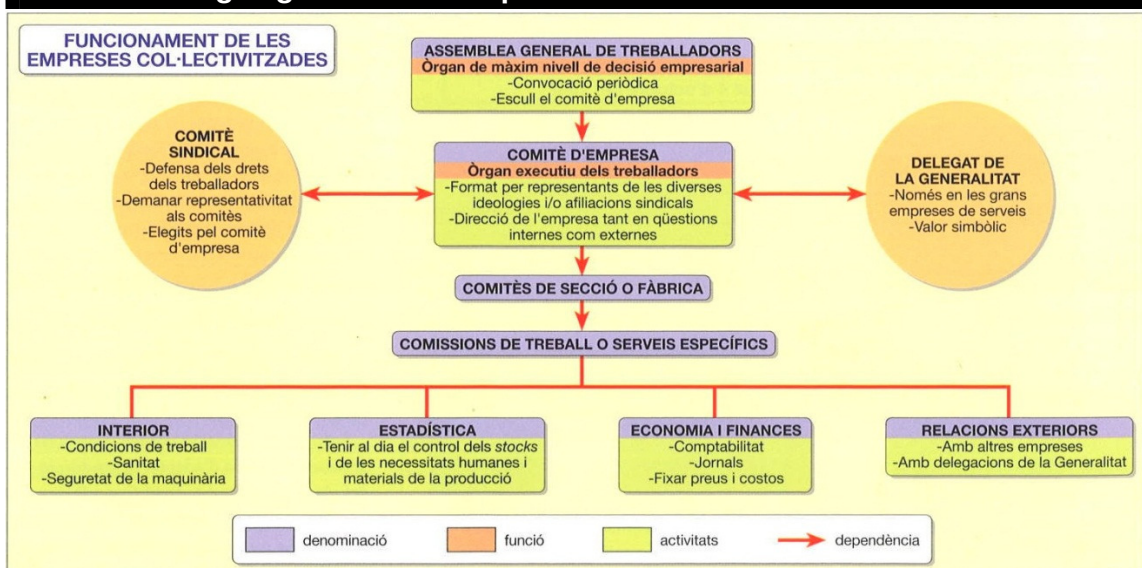 FUNCIONAMENT DE LES
EMPRESES COL·LECTIVITZADES
ASSEMBLEA GENERAL DE TREBALLADORS
Òrgan de màxim nivell de decisió empresarial
-Convocació periòdica
-Escull el comitè d'empresa
COMITÈ
SINDICAL
-Defensa dels drets
dels treballadors
-Demanar representativitat
als comitès
-Elegits pel comitè
d'empresa
COMITÈ D'EMPRESA
Òrgan executiu dels treballadors
-Format per representants de les diverses
ideologies i/o afiliacions sindicals
-Direcció de l'empresa tant en qüestions
internes com externes
DELEGAT DE
LA GENERALITAT
-Només en les grans
empreses de serveis
-Valor simbòlic
COMITÈS DE SECCIÓ O FÀBRICA
COMISSIONS DE TREBALL O SERVEIS ESPECÍFICS
INTERIOR
-Condicions de treball
-Sanitat
-Seguretat de la maquinària
ESTADÍSTICA
-Tenir al dia el control dels stocks
i de les necessitats humanes i
materials de la producció
ECONOMIA I FINANCES
-Comptabilitat
-Jornals
-Fixar preus i costos
RELACIONS EXTERIORS
-Amb altres empreses
-Amb delegacions de la Generalitat
denominació
funció
activitats
dependència